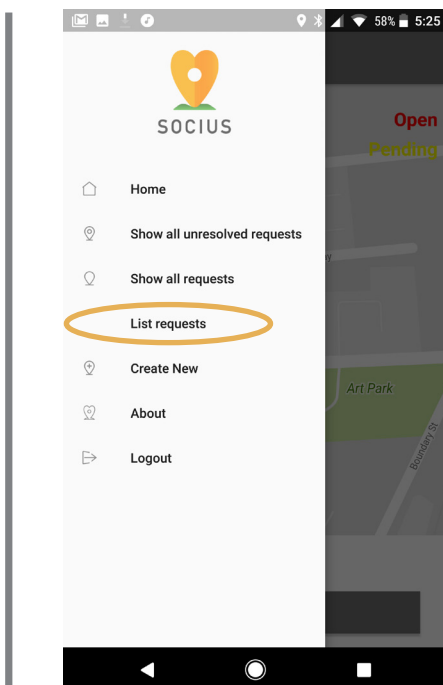 58% 5:25
SOCIUS
Open
Pending
Home
Show all unresolved requests
Show all requests
List requests
Create New
About
Logout
Art Park
Boundary St